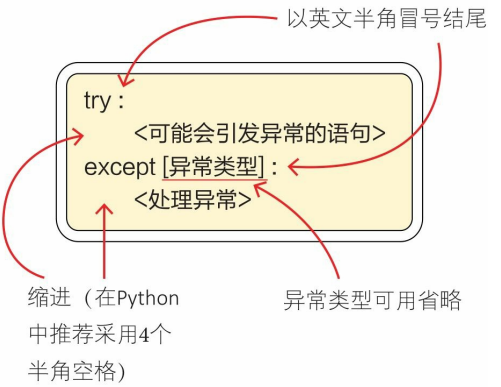 以英文半角冒号结尾
try :
<可能会引发异常的语句>
except [异常类型] :
<处理异常>
缩进（在Python
中推荐采用4个
半角空格）
异常类型可用省略